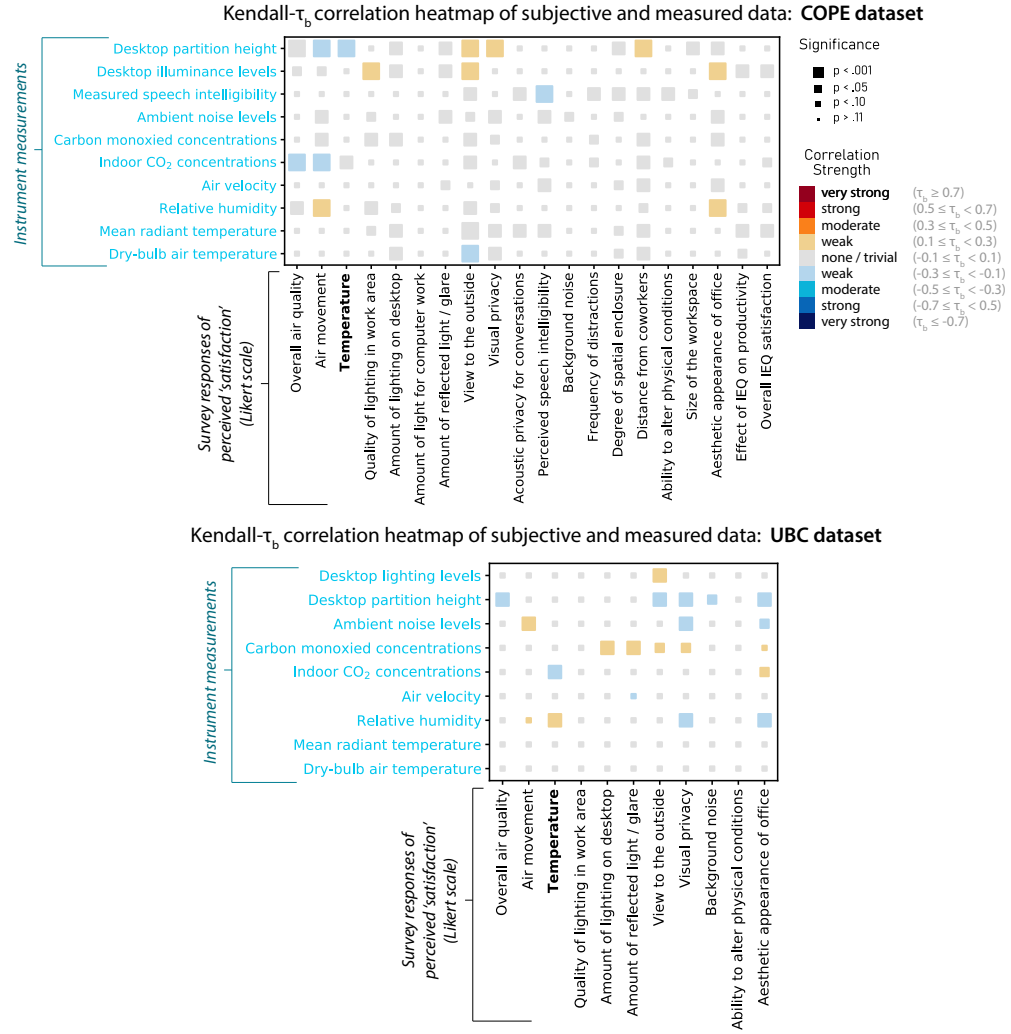 Kendall-τb correlation heatmap of subjective and measured data: COPE dataset
Instrument measurements
Desktop partition height
Desktop illuminance levels
Measured speech intelligibility
Ambient noise levels
Carbon monoxied concentrations
Indoor CO2 concentrations
Air velocity
Relative humidity
Mean radiant temperature
Dry-bulb air temperature
Survey responses of
perceived 'satisfaction'
(Likert scale)
Overall air quality
Air movement
Temperature
Quality of lighting in work area
Amount of lighting on desktop
Amount of light for computer work
Amount of reflected light / glare
View to the outside
Visual privacy
Acoustic privacy for conversations
Perceived speech intelligibility
Background noise
Frequency of distractions
Degree of spatial enclosure
Distance from coworkers
Ability to alter physical conditions
Size of the workspace
Aesthetic appearance of office
Effect of IEQ on productivity
Overall IEQ satisfaction
Significance
p < .001
p < .05
p < .10
p > .11
Correlation
Strength
very strong (τb ≥ 0.7)
strong (0.5 ≤ τb < 0.7)
moderate (0.3 ≤ τb < 0.5)
weak (0.1 ≤ τb < 0.3)
none / trivial (-0.1 ≤ τb < 0.1)
weak (-0.3 ≤ τb < -0.1)
moderate (-0.5 ≤ τb < -0.3)
strong (-0.7 ≤ τb < 0.5)
very strong (τb ≤ -0.7)
Kendall-τb correlation heatmap of subjective and measured data: UBC dataset
Instrument measurements
Desktop lighting levels
Desktop partition height
Ambient noise levels
Carbon monoxied concentrations
Indoor CO2 concentrations
Air velocity
Relative humidity
Mean radiant temperature
Dry-bulb air temperature
Survey responses of
perceived 'satisfaction'
(Likert scale)
Overall air quality
Air movement
Temperature
Quality of lighting in work area
Amount of lighting on desktop
Amount of reflected light / glare
View to the outside
Visual privacy
Background noise
Ability to alter physical conditions
Aesthetic appearance of office